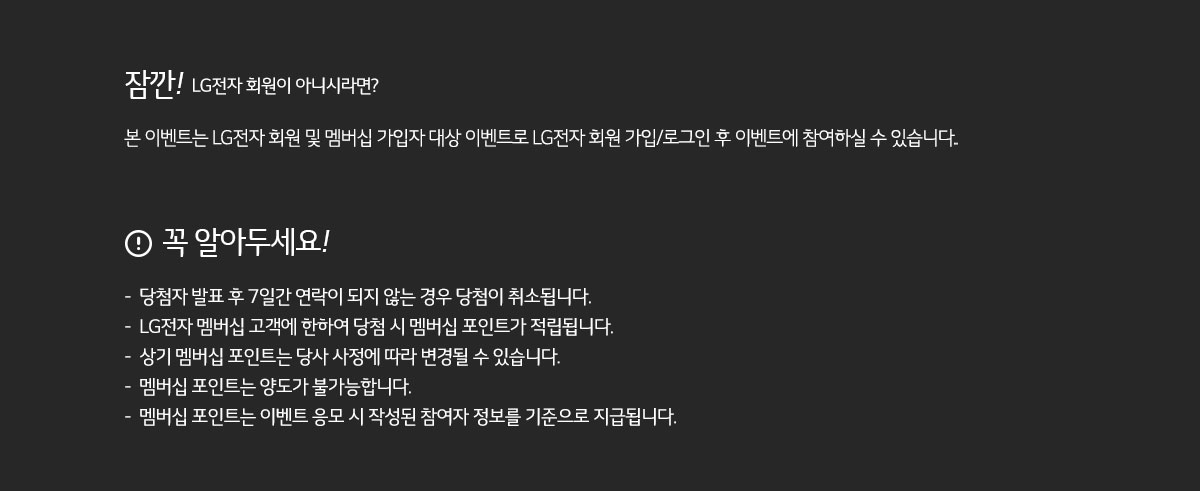 잠깐! LG전자 회원이 아니시라면?
본 이벤트는 LG전자 회원 및 멤버십 가입자 대상 이벤트로 LG전자 회원 가입/로그인 후 이벤트에 참여하실 수 있습니다..
꼭 알아두세요!
- 당첨자 발표 후 7일간 연락이 되지 않는 경우 당첨이 취소됩니다.
- LG전자 멤버십 고객에 한하여 당첨 시 멤버십 포인트가 적립됩니다.
- 상기 멤버십 포인트는 당사 사정에 따라 변경될 수 있습니다.
- 멤버십 포인트는 양도가 불가능합니다.
- 멤버십 포인트는 이벤트 응모 시 작성된 참여자 정보를 기준으로 지급됩니다.